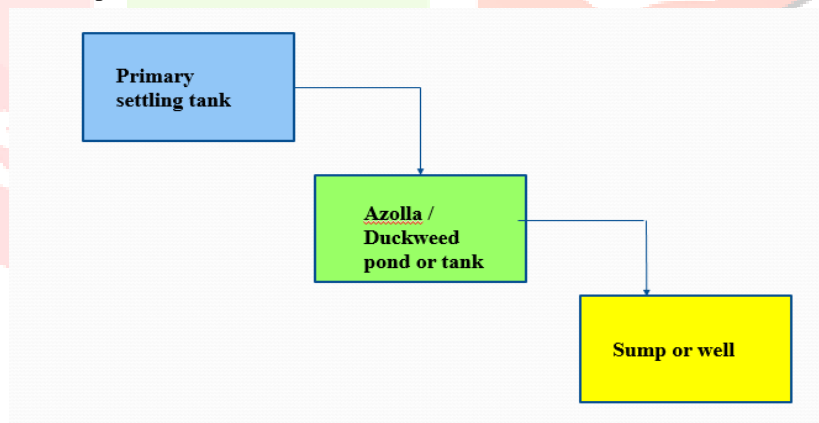 Primary
settling tank
Azolla /
Duckweed
pond or tank
Sump or well